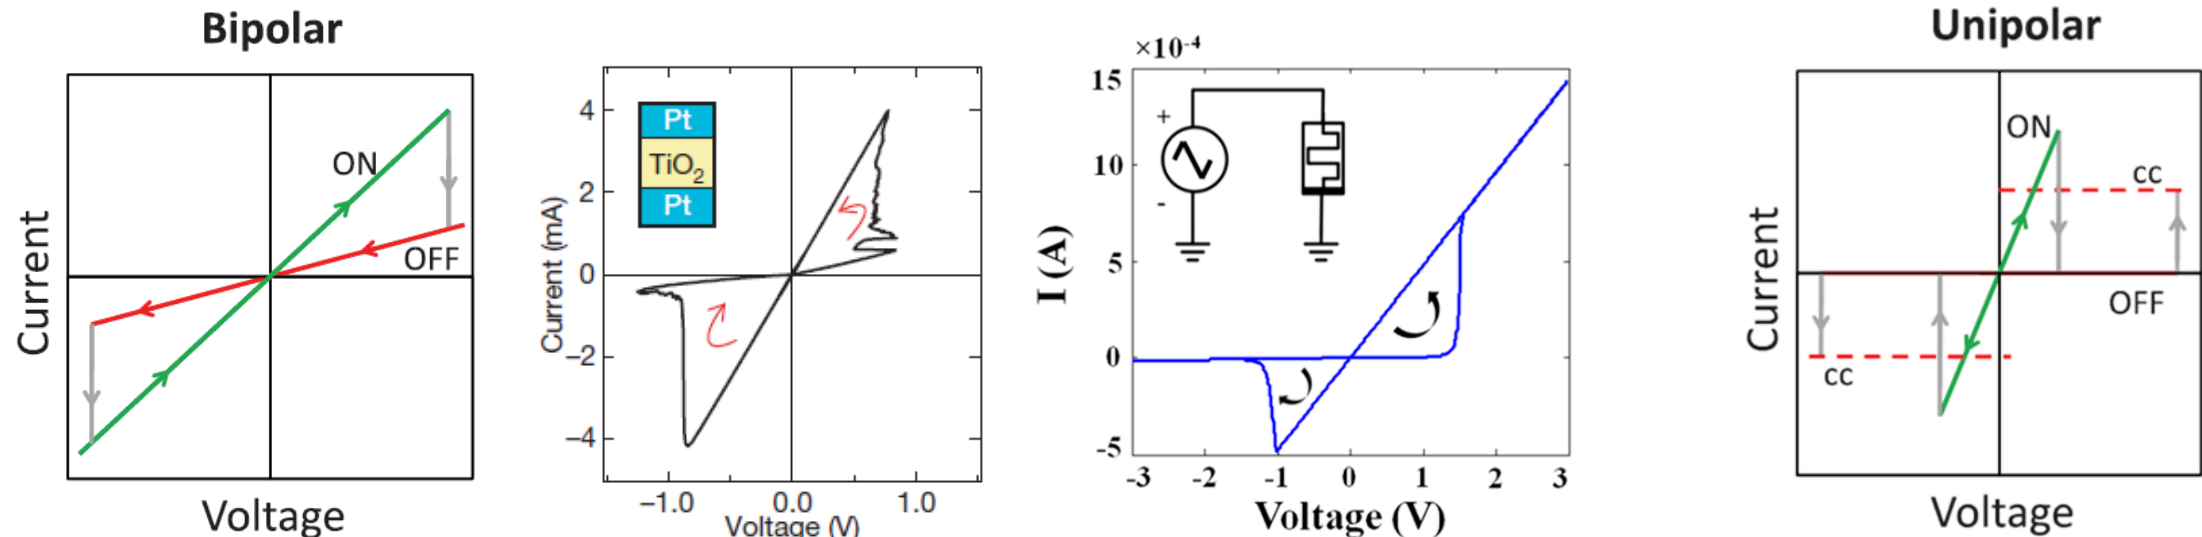 Bipolar
ON
OFF
Current
Voltage
Pt
TiO₂
Pt
4
2
0
−2
−4
Current (mA)
−1.0 0.0 1.0
Voltage (V)
×10⁻⁴
15
10
5
0
-5
+
-
I (A)
-3 -2 -1 0 1 2 3
Voltage (V)
Unipolar
ON
cc
OFF
cc
Current
Voltage